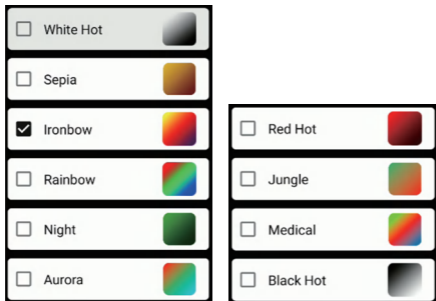 White Hot
Sepia
Ironbow
Rainbow
Night
Aurora
Red Hot
Jungle
Medical
Black Hot